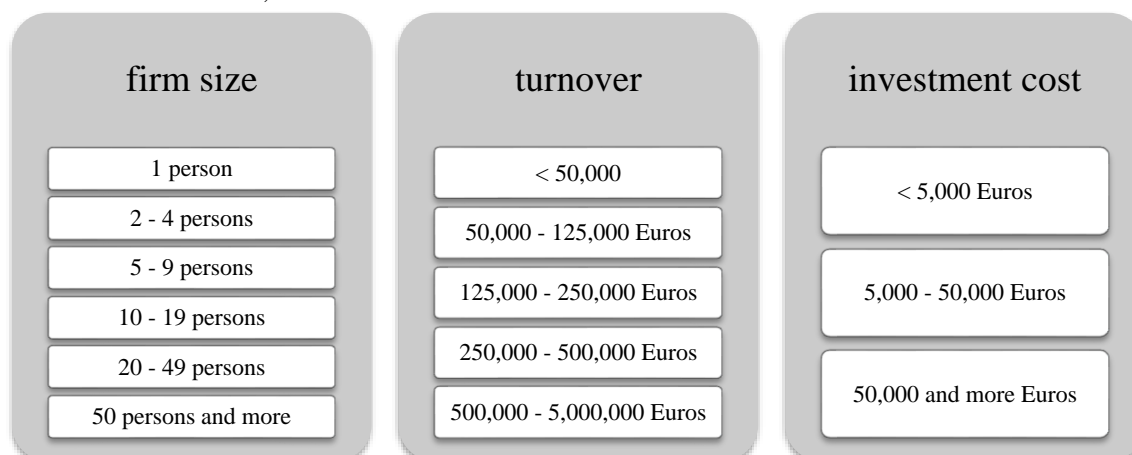 firm size
1 person
2 - 4 persons
5 - 9 persons
10 - 19 persons
20 - 49 persons
50 persons and more
turnover
< 50,000
50,000 - 125,000 Euros
125,000 - 250,000 Euros
250,000 - 500,000 Euros
500,000 - 5,000,000 Euros
investment cost
< 5,000 Euros
5,000 - 50,000 Euros
50,000 and more Euros